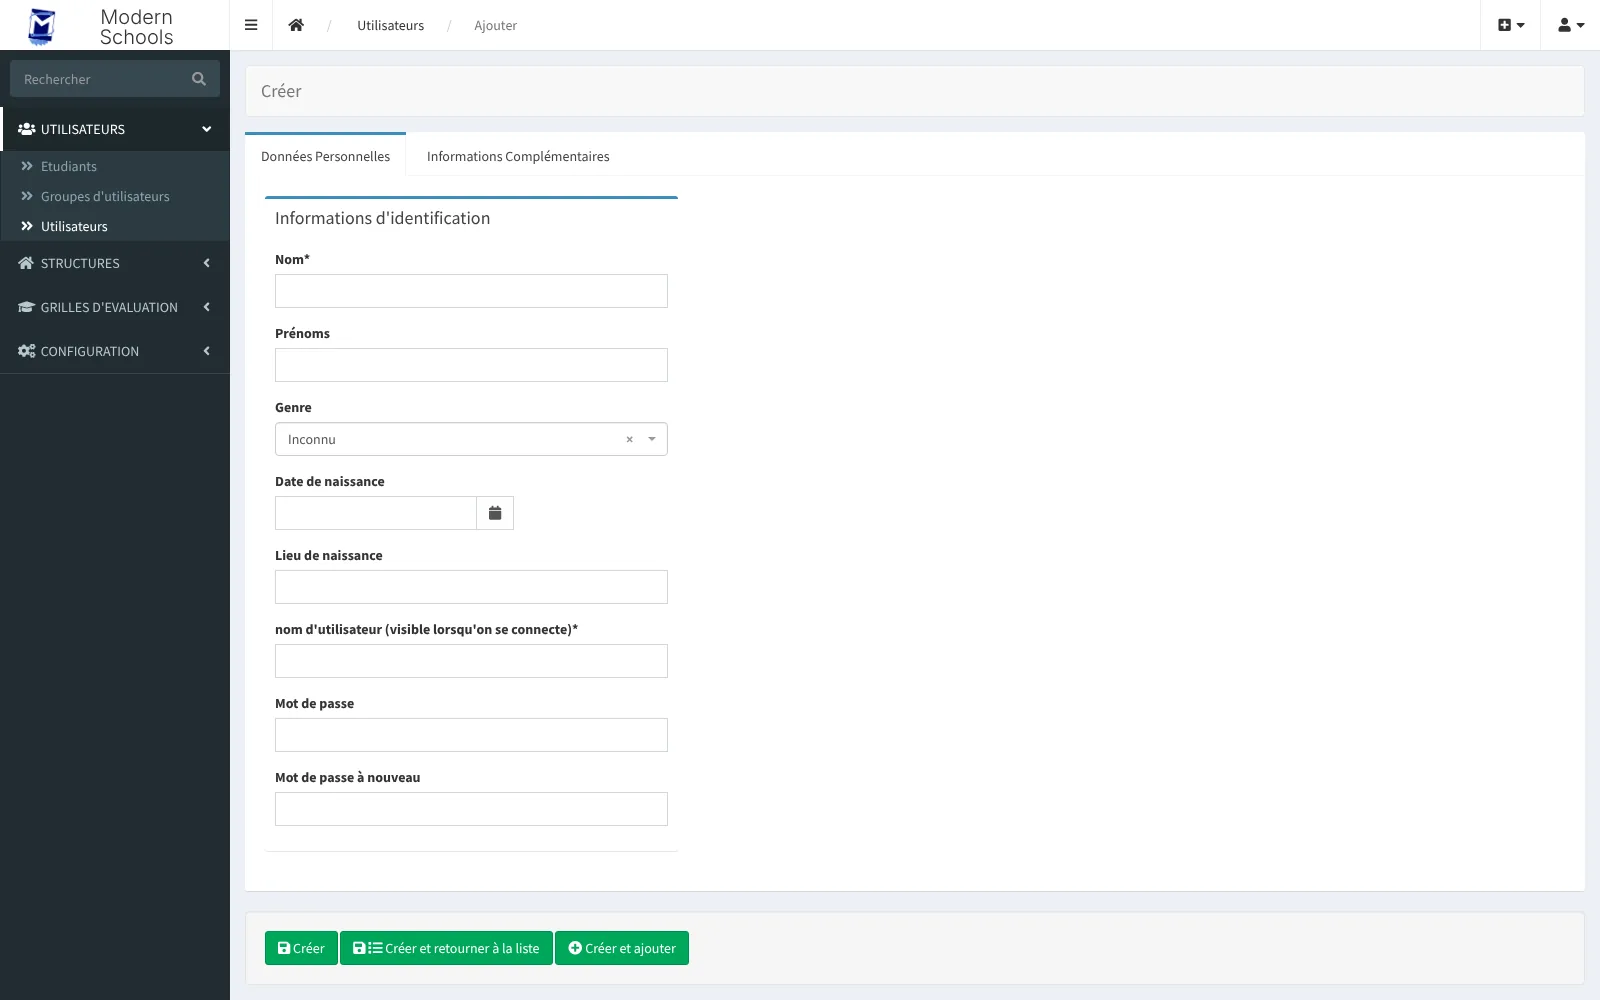 Modern
Schools
/ Utilisateurs / Ajouter
Rechercher
UTILISATEURS
Etudiants
Groupes d'utilisateurs
Utilisateurs
STRUCTURES
GRILLES D'EVALUATION
CONFIGURATION
Créer
Données Personnelles Informations Complémentaires
Informations d'identification
Nom*
Prénoms
Genre
Inconnu ×
Date de naissance
Lieu de naissance
nom d'utilisateur (visible lorsqu'on se connecte)*
Mot de passe
Mot de passe à nouveau
Créer Créer et retourner à la liste Créer et ajouter